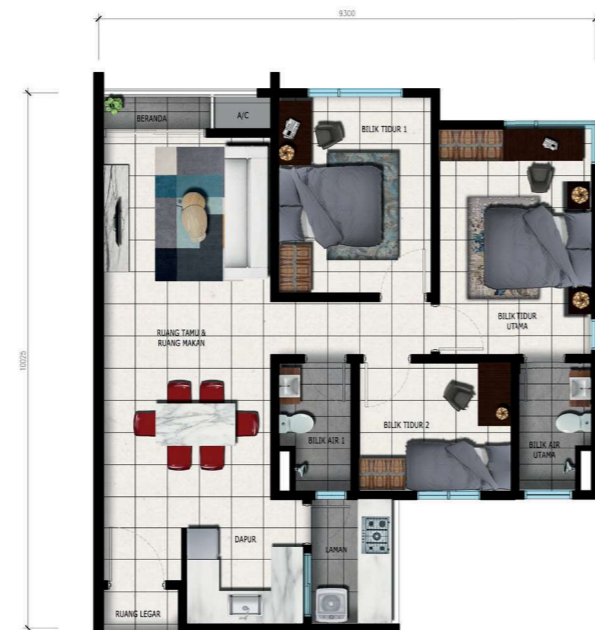 9300
BERANDA
A/C
BILIK TIDUR 1
10025
BILIK TIDUR
UTAMA
RUANG TAMU &
RUANG MAKAN
BILIK AIR 1
BILIK TIDUR 2
BILIK AIR
UTAMA
DAPUR
LAMAN
RUANG LEGAR